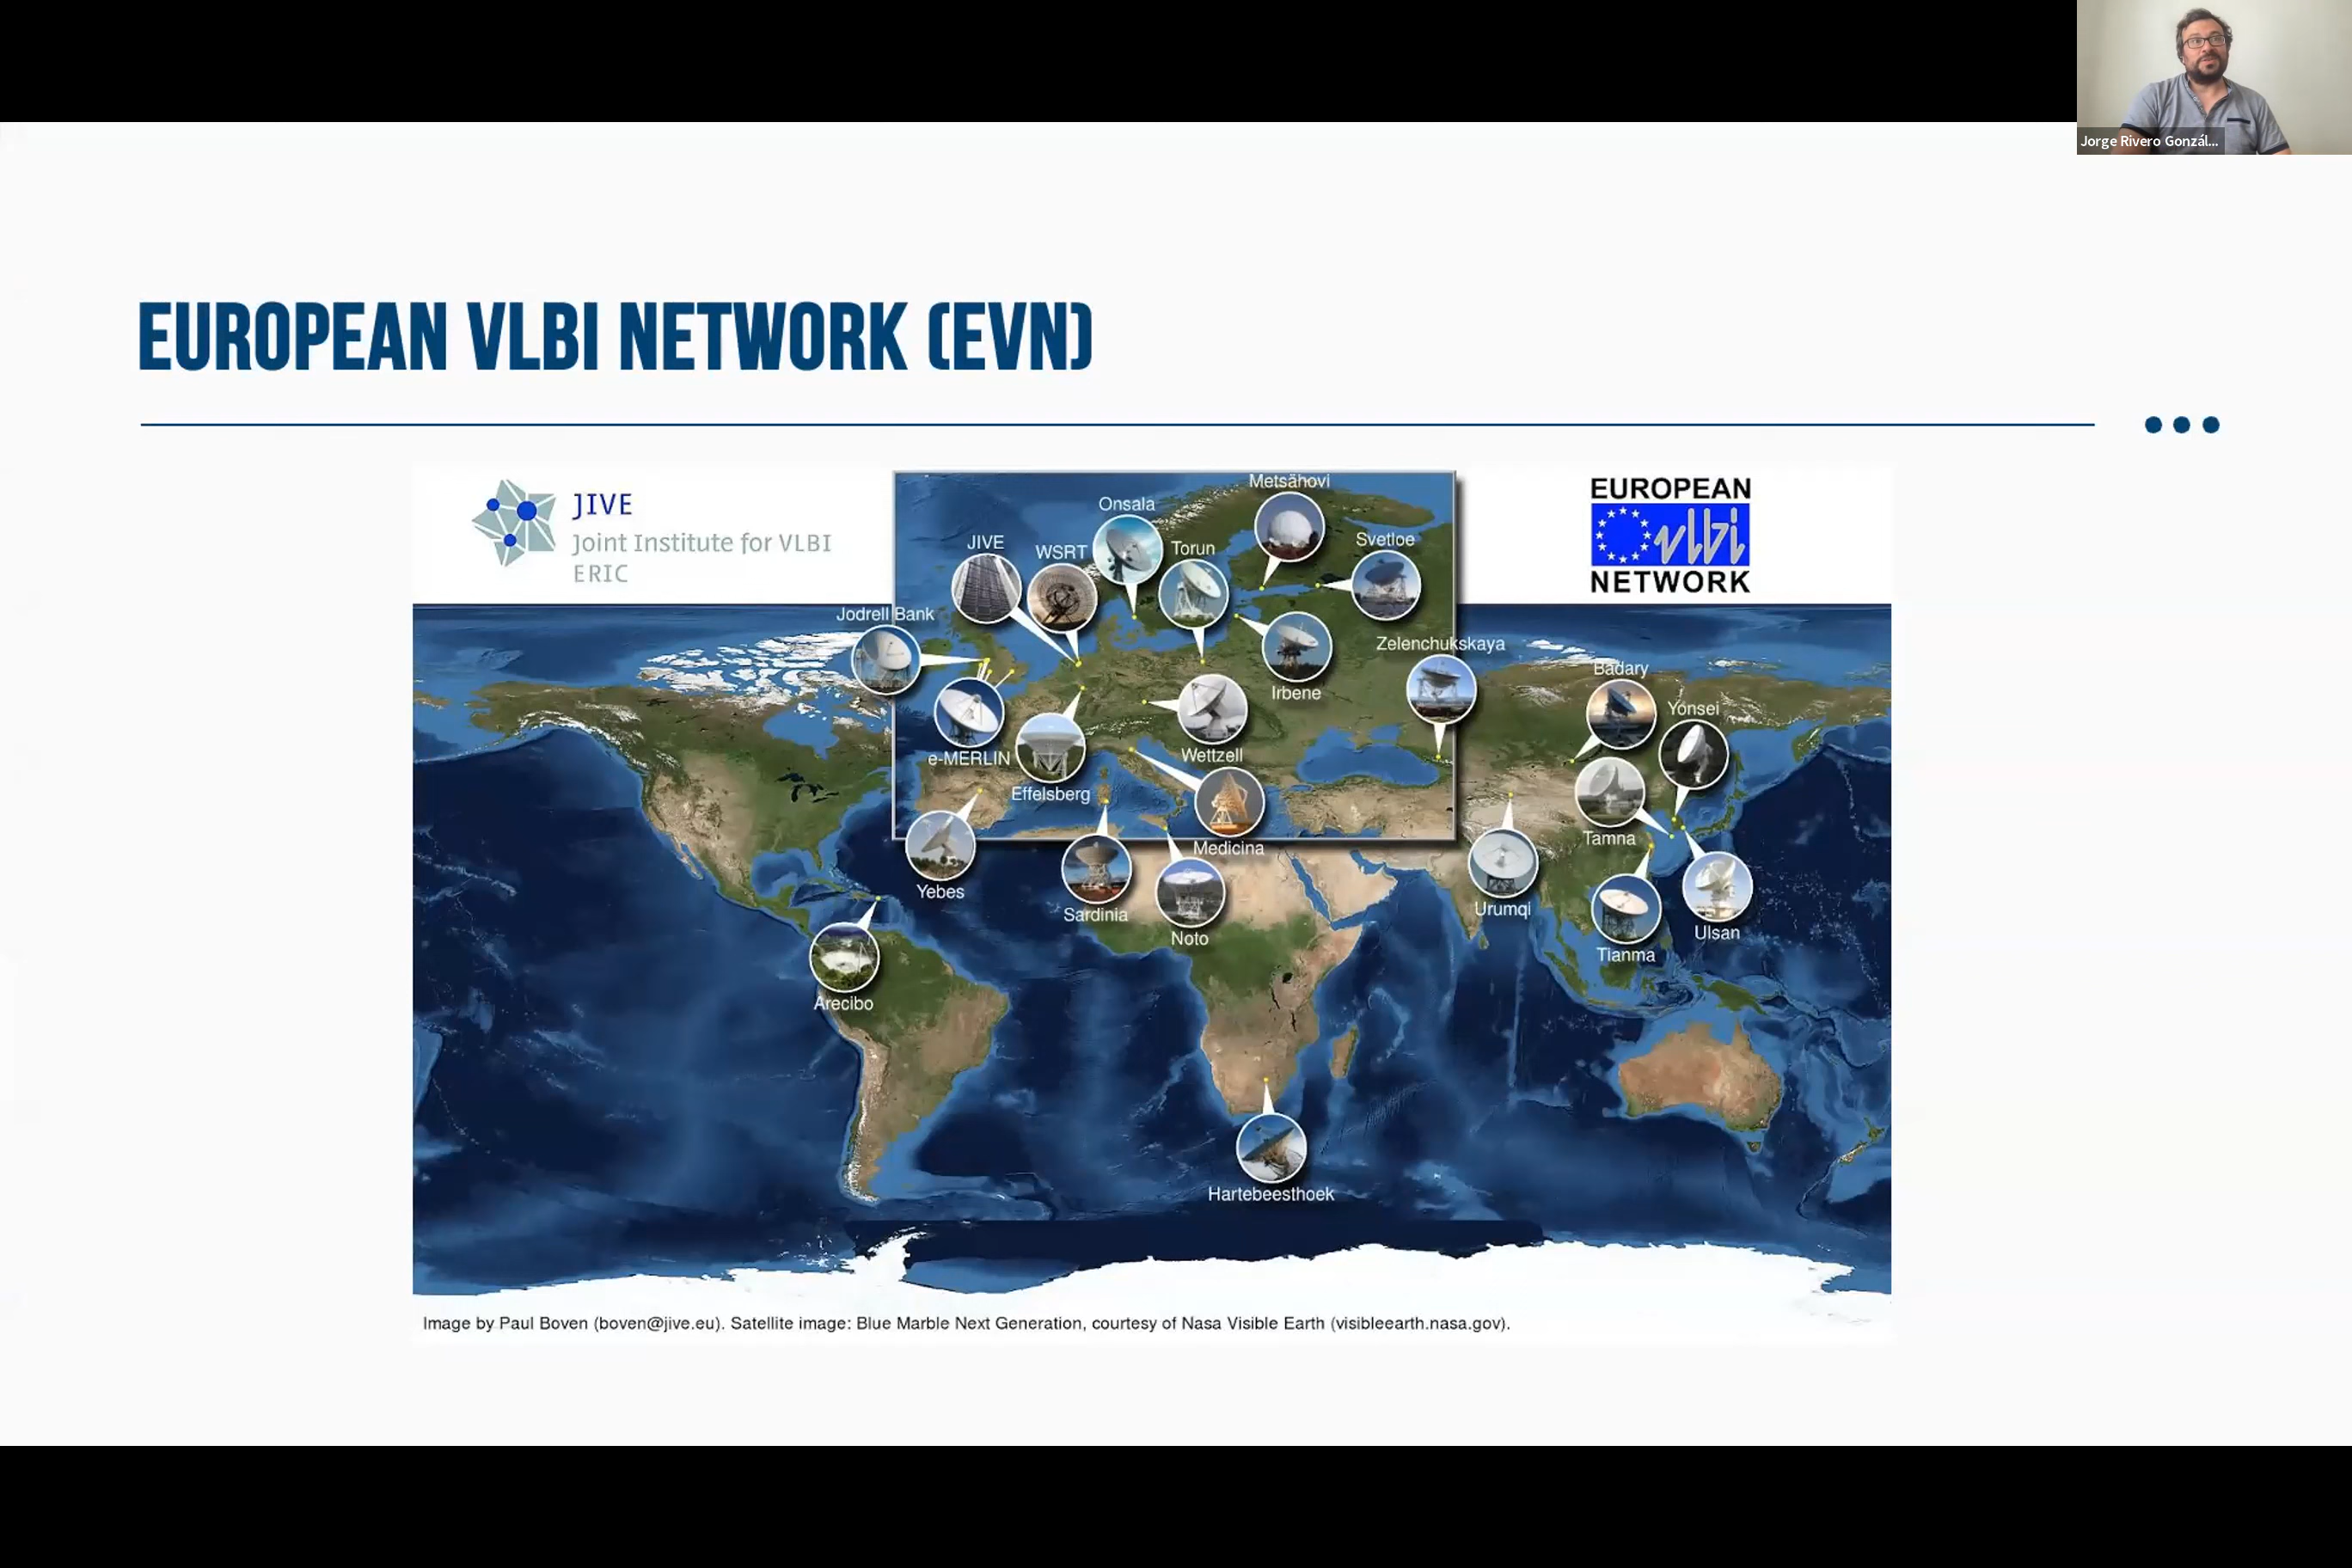 Jorge Rivero Gonzál...
EUROPEAN VLBI NETWORK (EVN)
JIVE
Joint Institute for VLBI
ERIC
EUROPEAN
vlbi
NETWORK
Metsähovi
Onsala
JIVE
WSRT
Torun
Svetloe
Jodrell Bank
Zelenchukskaya
Badary
Irbene
Yonsei
e-MERLIN
Wettzell
Effelsberg
Tamna
Medicina
Yebes
Sardinia
Noto
Urumqi
Ulsan
Tianma
Arecibo
Hartebeesthoek
Image by Paul Boven (boven@jive.eu). Satellite image: Blue Marble Next Generation, courtesy of Nasa Visible Earth (visibleearth.nasa.gov).